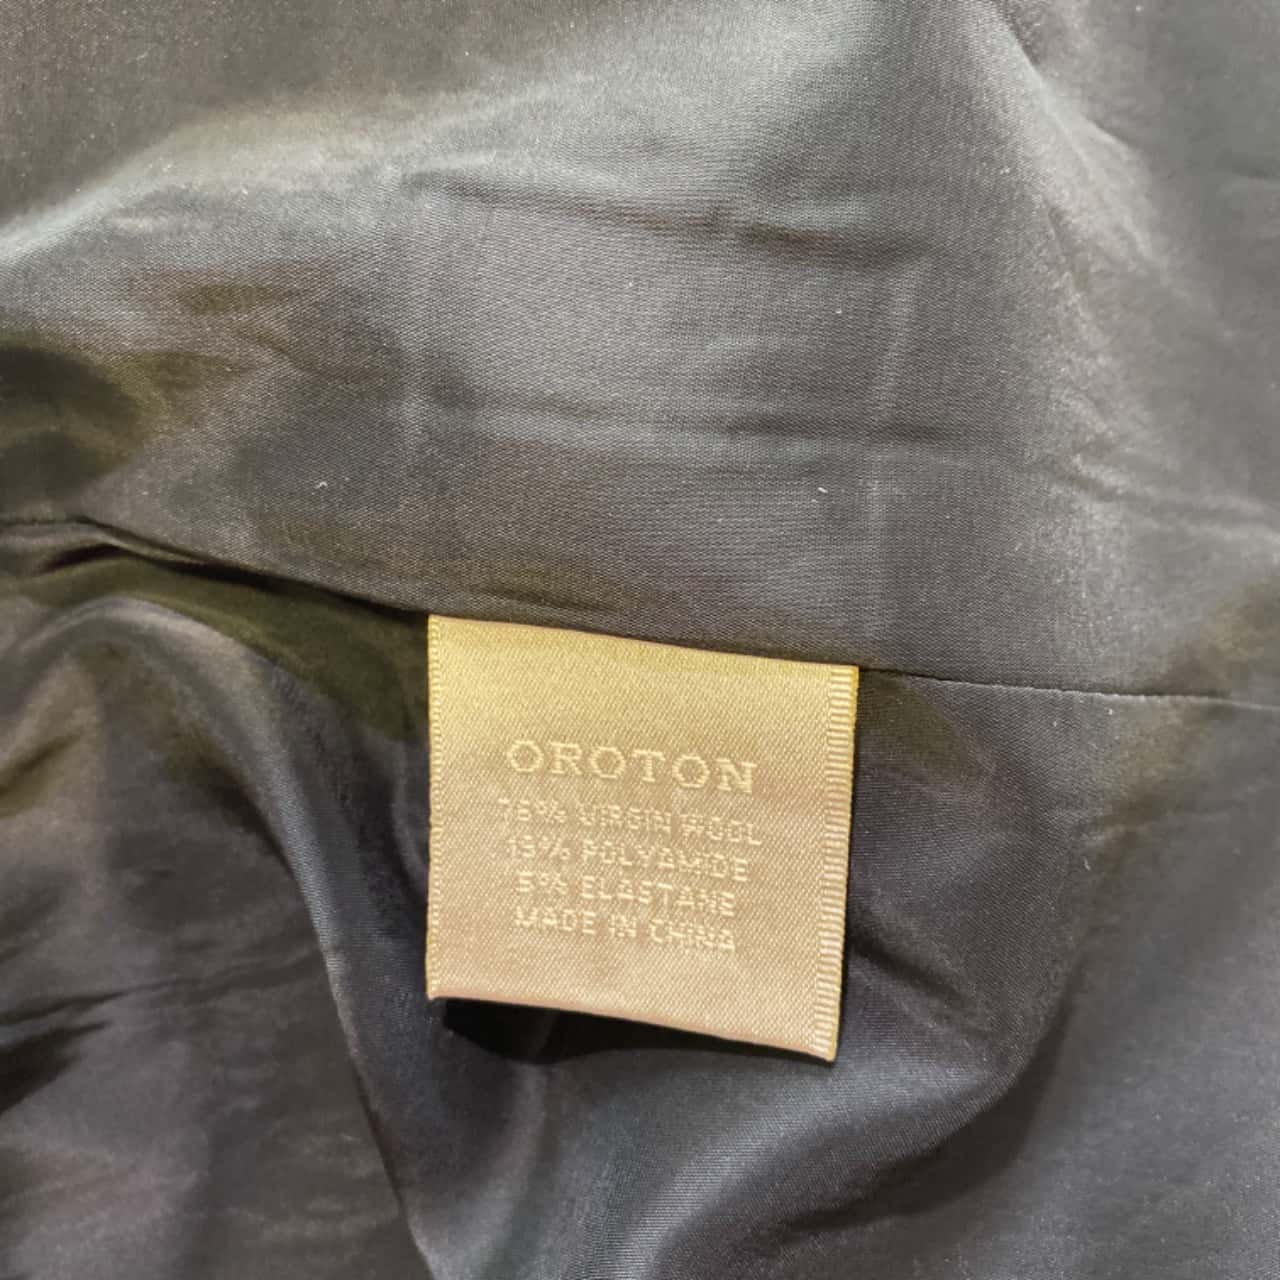 OROTON
76% VIRGIN WOOL
19% POLYAMIDE
5% ELASTANE
MADE IN CHINA